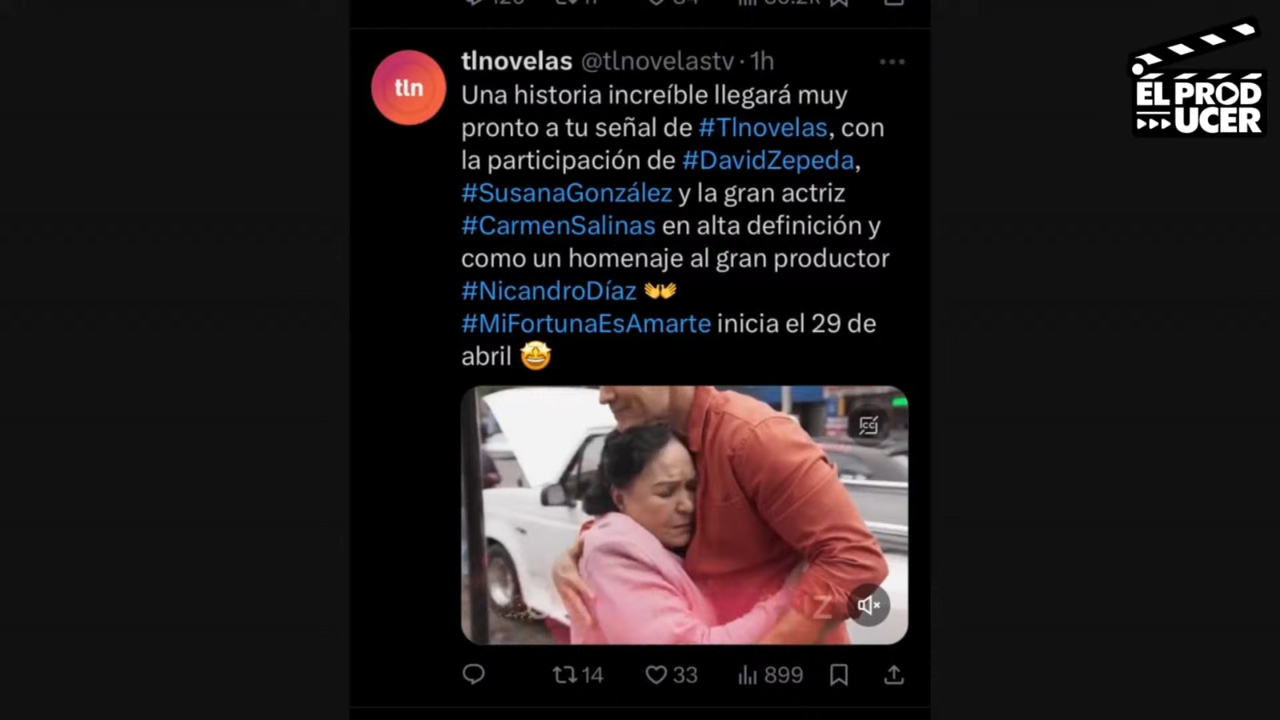 EL PROD
UCER
tlnovelas @tlnovelastv · 1h
tln
Una historia increíble llegará muy
pronto a tu señal de #Tlnovelas, con
la participación de #DavidZepeda,
#SusanaGonzález y la gran actriz
#CarmenSalinas en alta definición y
como un homenaje al gran productor
#NicandroDíaz 👐
#MiFortunaEsAmarte inicia el 29 de
abril 🤩
CC
14 33 899